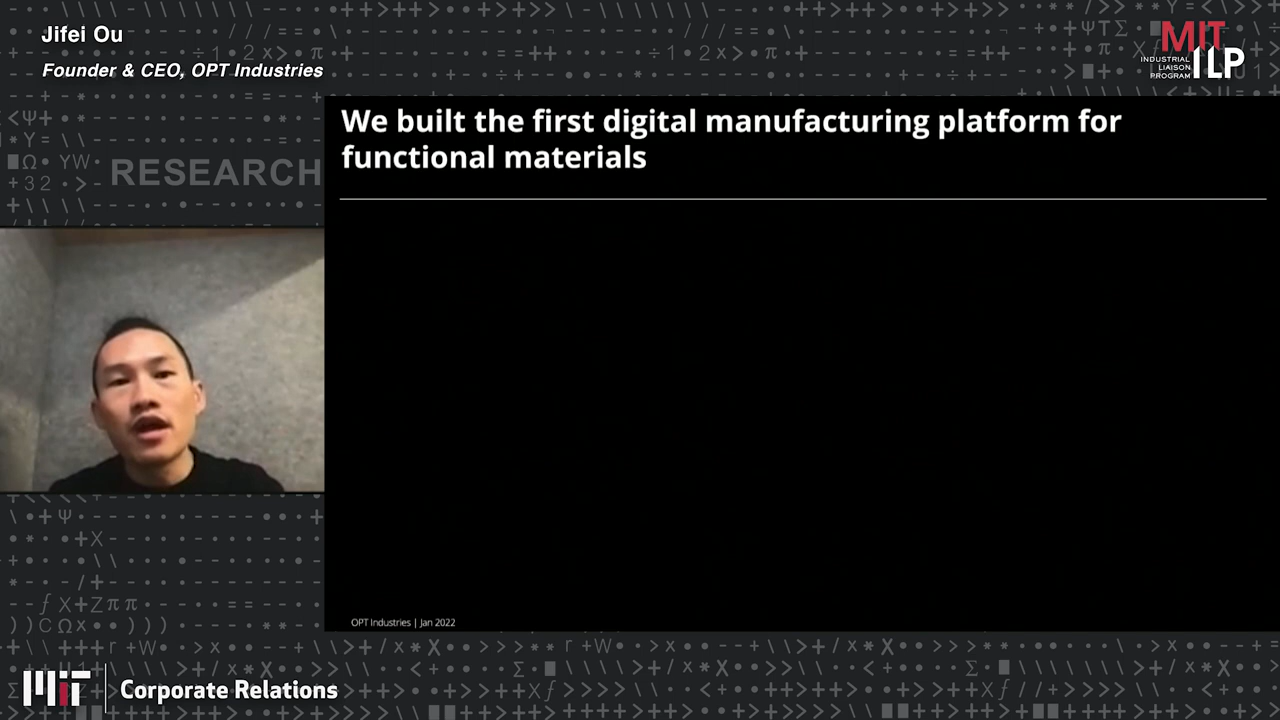 Jifei Ou
Founder & CEO, OPT Industries
MIT
INDUSTRIAL
LIAISON
PROGRAM
ILP
We built the first digital manufacturing platform for
functional materials
RESEARCH
OPT Industries | Jan 2022
MIT
Corporate Relations